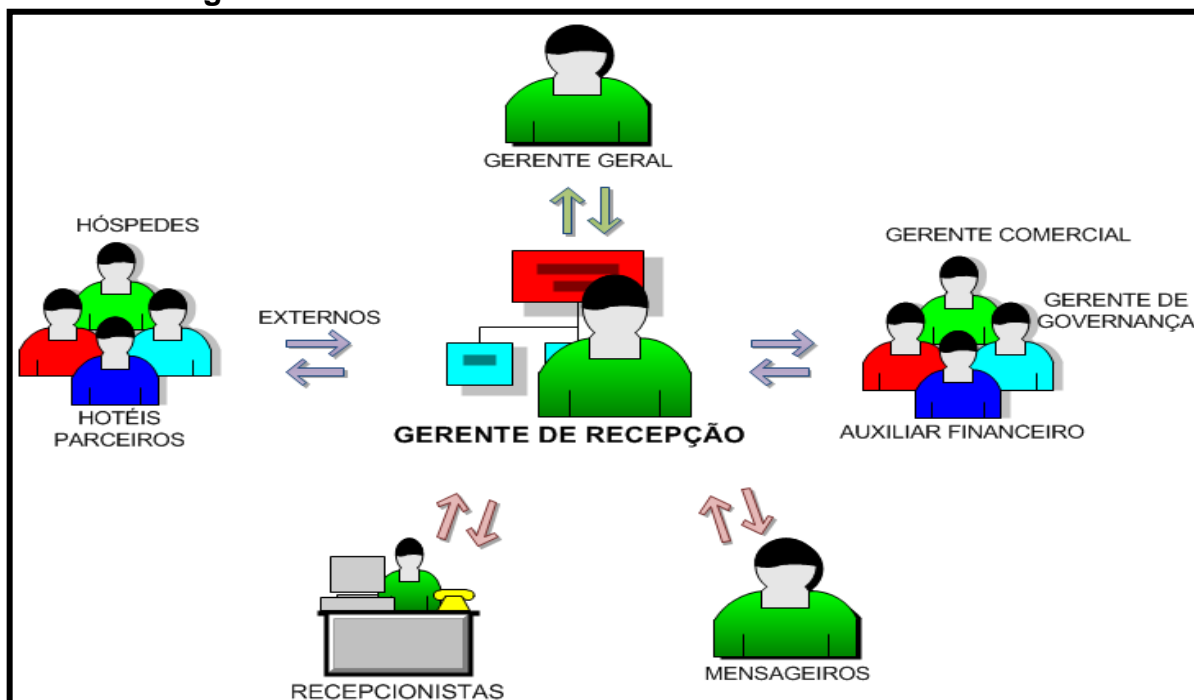 GERENTE GERAL
HÓSPEDES
GERENTE COMERCIAL
GERENTE DE
GOVERNANÇA
EXTERNOS
HOTÉIS
PARCEIROS
GERENTE DE RECEPÇÃO
AUXILIAR FINANCEIRO
RECEPCIONISTAS
MENSAGEIROS